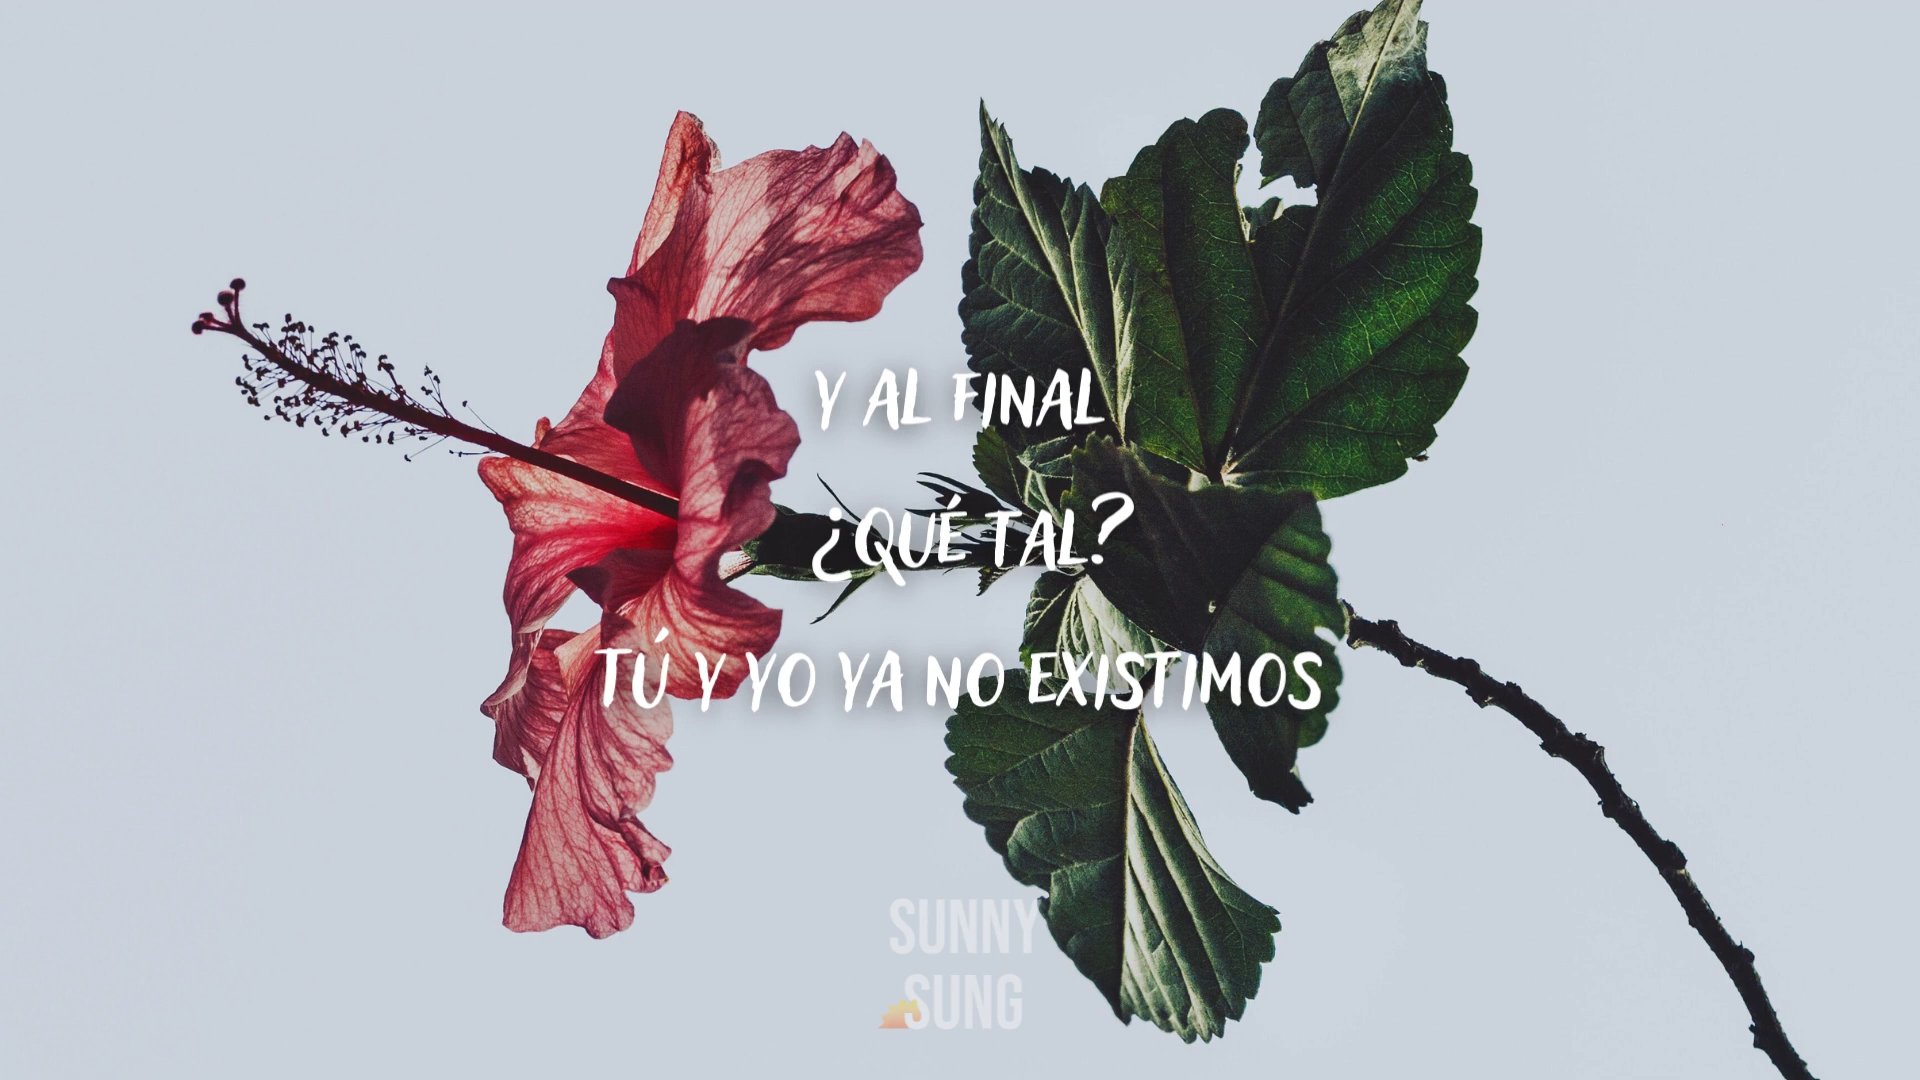 Y AL FINAL
¿QUÉ TAL?
TÚ Y YO YA NO EXISTIMOS
SUNNY
SUNG